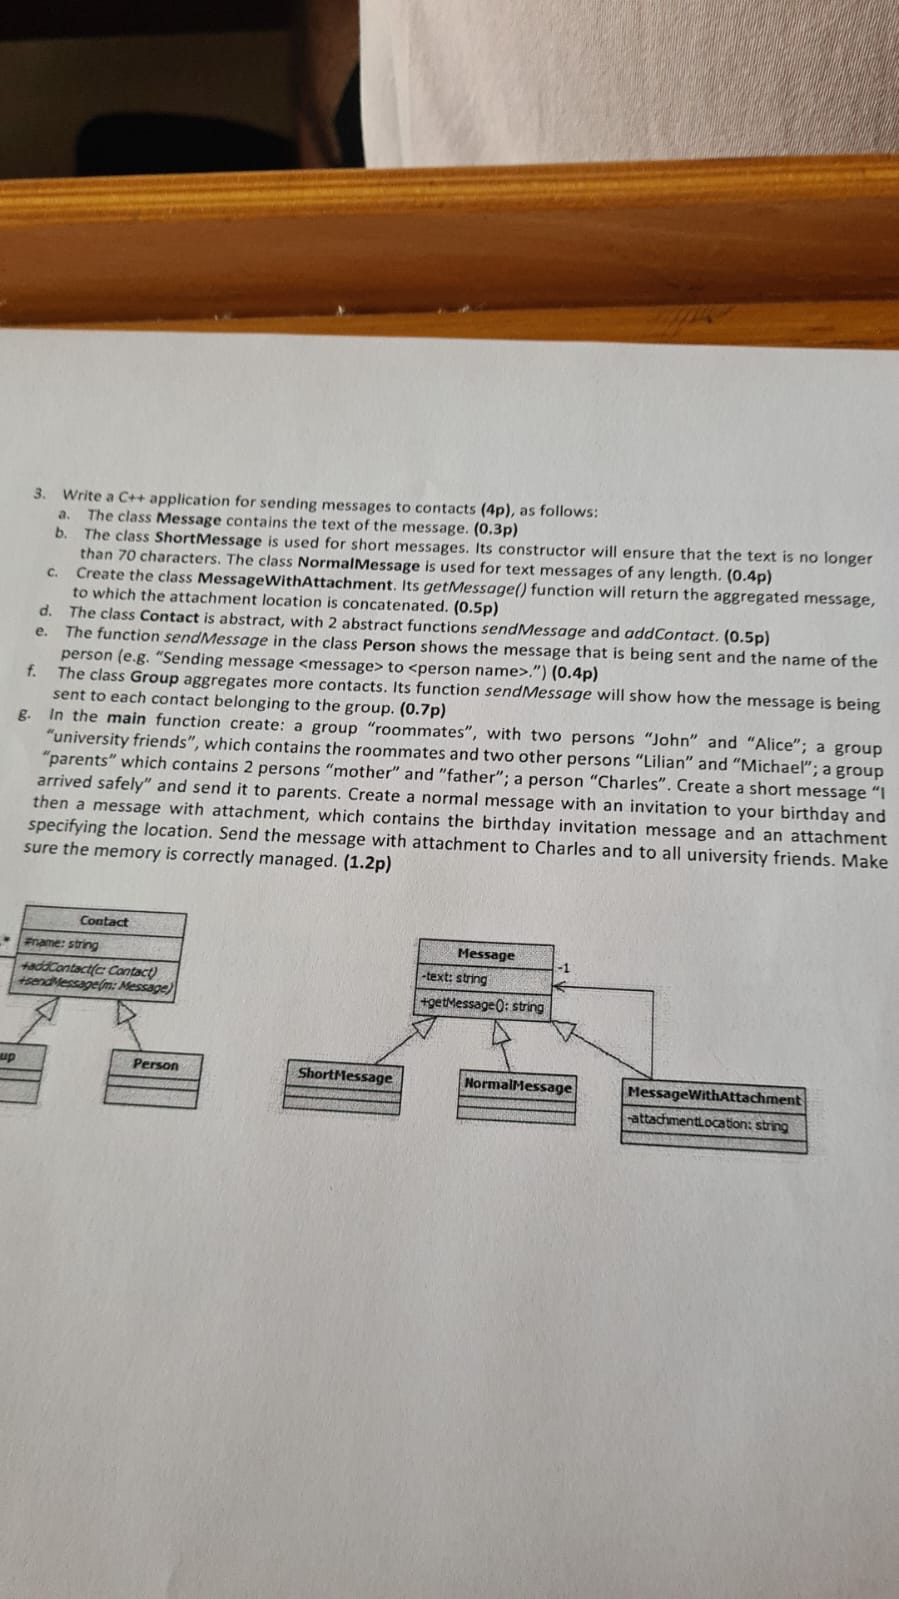 3. Write a C++ application for sending messages to contacts (4p), as follows:
a. The class Message contains the text of the message. (0.3p)
b. The class ShortMessage is used for short messages. Its constructor will ensure that the text is no longer
than 70 characters. The class NormalMessage is used for text messages of any length. (0.4p)
c. Create the class MessageWithAttachment. Its getMessage() function will return the aggregated message,
to which the attachment location is concatenated. (0.5p)
d. The class Contact is abstract, with 2 abstract functions sendMessage and addContact. (0.5p)
e. The function sendMessage in the class Person shows the message that is being sent and the name of the
person (e.g. "Sending message <message> to <person name>.") (0.4p)
f. The class Group aggregates more contacts. Its function sendMessage will show how the message is being
sent to each contact belonging to the group. (0.7p)
g. In the main function create: a group "roommates", with two persons "John" and "Alice"; a group
"university friends", which contains the roommates and two other persons "Lilian" and "Michael"; a group
"parents" which contains 2 persons "mother" and "father"; a person "Charles". Create a short message "I
arrived safely" and send it to parents. Create a normal message with an invitation to your birthday and
then a message with attachment, which contains the birthday invitation message and an attachment
specifying the location. Send the message with attachment to Charles and to all university friends. Make
sure the memory is correctly managed. (1.2p)
Contact
*
#name: string
+addContact(c: Contact)
+sendMessage(m: Message)
up
Person
Message
-text: string
+getMessage(): string
-1
ShortMessage
NormalMessage
MessageWithAttachment
-attachmentLocation: string